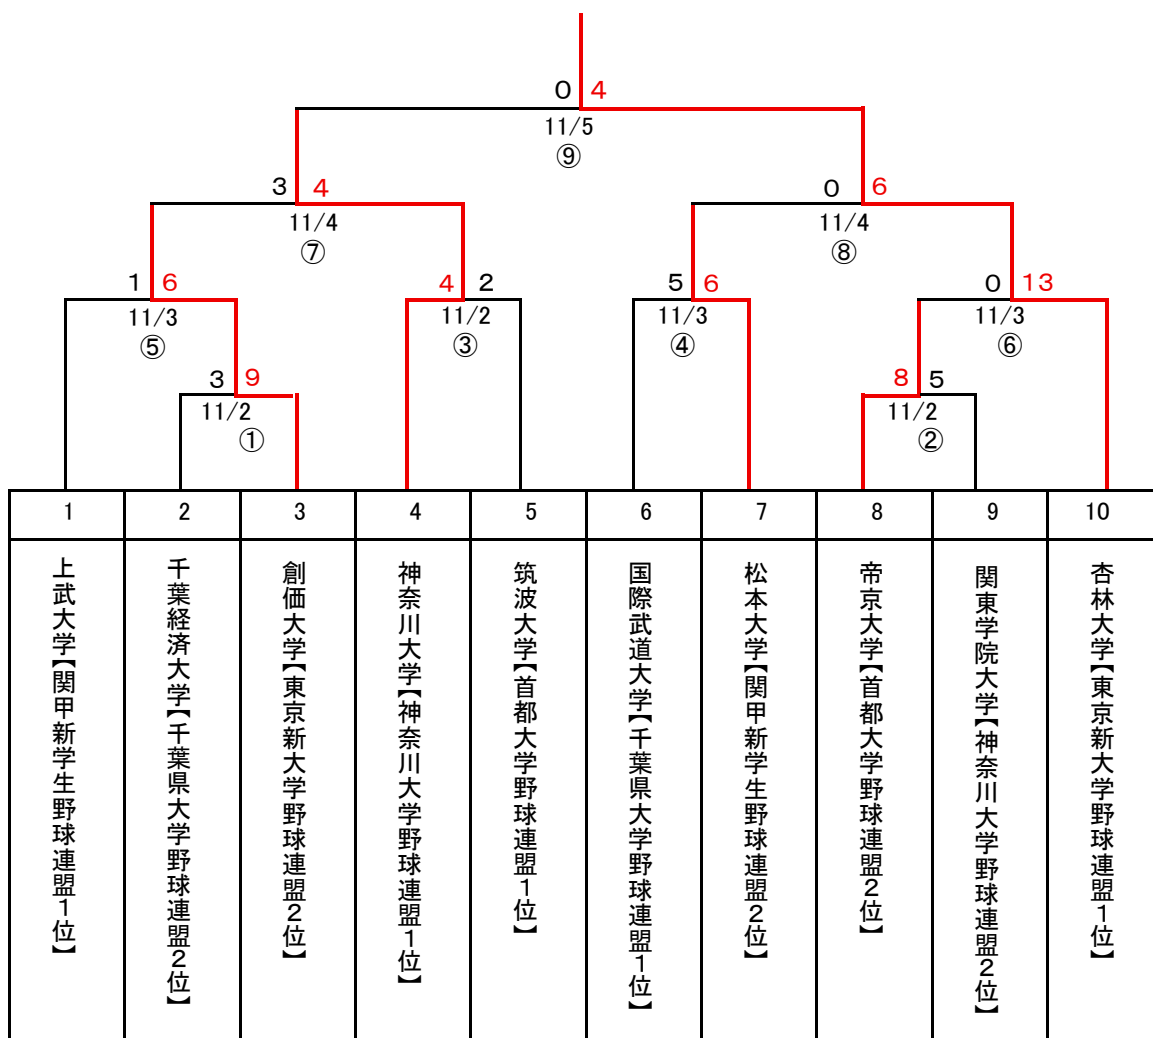 0 4
11/5
⑨
3 4
0 6
11/4
11/4
⑦
⑧
1 6
4 2
5 6
0 13
11/3
11/2
11/3
11/3
⑤
③
④
⑥
3 9
8 5
11/2
11/2
①
②
1 2 3 4 5 6 7 8 9 10
上武大学【関甲新学生野球連盟1位】
千葉経済大学【千葉県大学野球連盟2位】
創価大学【東京新大学野球連盟2位】
神奈川大学【神奈川大学野球連盟1位】
筑波大学【首都大学野球連盟1位】
国際武道大学【千葉県大学野球連盟1位】
松本大学【関甲新学生野球連盟2位】
帝京大学【首都大学野球連盟2位】
関東学院大学【神奈川大学野球連盟2位】
杏林大学【東京新大学野球連盟1位】